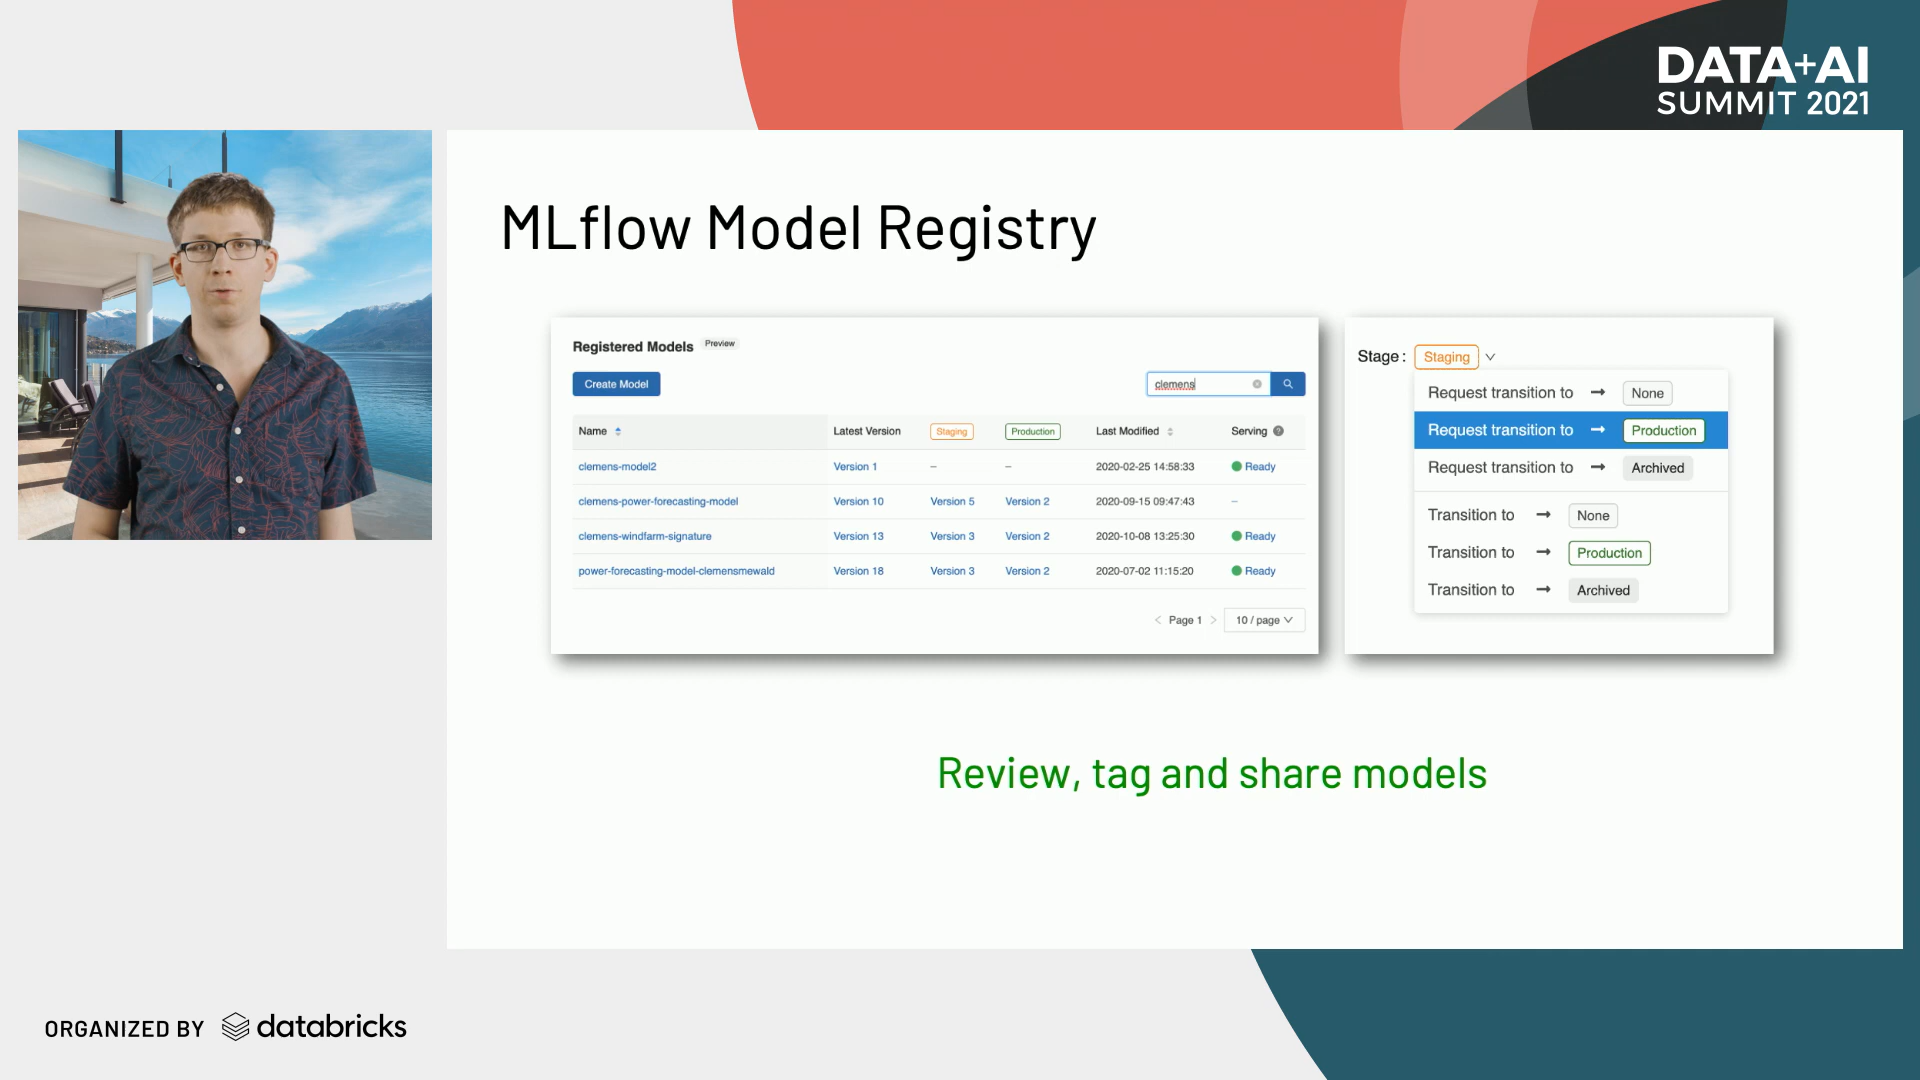 DATA+AI
SUMMIT 2021
MLflow Model Registry
Registered Models Preview
Create Model
clemens
Name Latest Version Staging Production Last Modified Serving ?
clemens-model2 Version 1 – – 2020-02-25 14:58:33 Ready
clemens-power-forecasting-model Version 10 Version 5 Version 2 2020-09-15 09:47:43 –
clemens-windfarm-signature Version 13 Version 3 Version 2 2020-10-08 13:25:30 Ready
power-forecasting-model-clemensmewald Version 18 Version 3 Version 2 2020-07-02 11:15:20 Ready
< Page 1 > 10 / page
Stage: Staging
Request transition to → None
Request transition to → Production
Request transition to → Archived
Transition to → None
Transition to → Production
Transition to → Archived
Review, tag and share models
ORGANIZED BY databricks